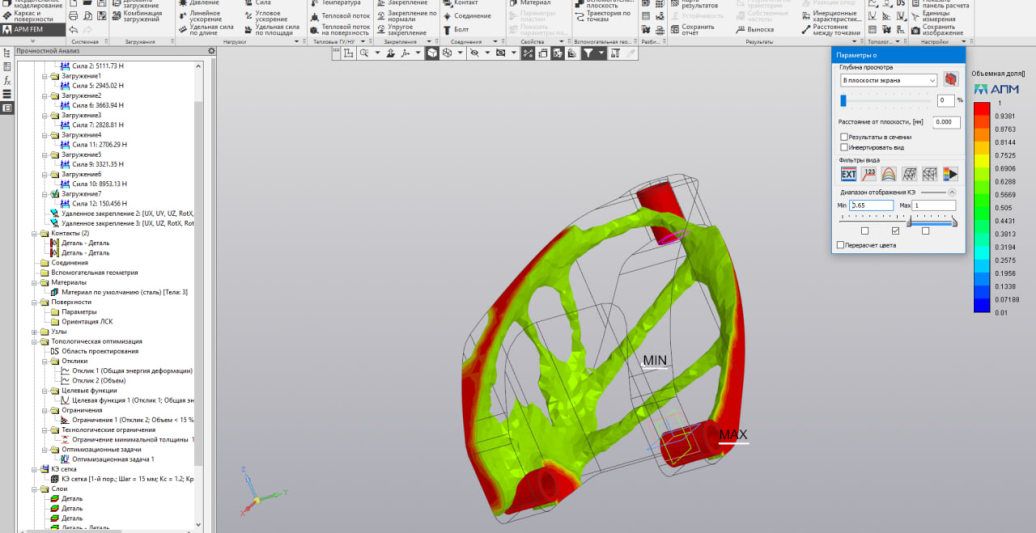 моделирование
Каркас и
поверхности
APM FEM
загружение
Комбинация
загружений
Давление
Линейное
ускорение
Удельная сила
по длине
Сила
Угловое
ускорение
Сила
по площади
Температура
Тепловой поток
Тепловой поток
на поверхность
Закрепление
Закрепление по
нормали
Упругое
закрепление
Контакт
Соединение
Болт
Материал
плоскость
Траектория по
точкам
результатов
Сохранить
отчёт
Выноска
Инерционные
характеристик...
Расстояние
между точками
панель расчета
Единицы
измерения
Сохранить
изображение
Системная
Загружения
Нагрузки
Тепловые ГУ/НУ
Закрепления
Соединения
Свойства
Вспомогательная гео...
Разби...
Результаты
Тополог...
Настройки
Прочностной Анализ
Сила 2: 5111.73 Н
Загружение1
Сила 5: 2945.02 Н
Загружение2
Сила 6: 3663.94 Н
Загружение3
Сила 7: 2828.81 Н
Загружение4
Сила 11: 2706.29 Н
Загружение5
Сила 9: 3321.35 Н
Загружение6
Сила 10: 8953.13 Н
Загружение7
Сила 12: 150.456 Н
Удаленное закрепление 2: [UX, UY, UZ, RotX,
Удаленное закрепление 3: [UX, UZ, RotX, Rot
Контакты (2)
Деталь - Деталь
Деталь - Деталь
Соединения
Вспомогательная геометрия
Материалы
Материал по умолчанию (сталь) [Тела: 3]
Поверхности
Параметры
Ориентация ЛСК
Узлы
Топологическая оптимизация
DS Область проектирования
Отклики
Отклик 1 (Общая энергия деформации)
Отклик 2 (Объем)
Целевые функции
Целевая функция 1 (Отклик 1; Общая эн
Ограничения
Ограничение 1 (Отклик 2; Объем < 15 %
Технологические ограничения
Ограничение минимальной толщины 1
Оптимизационные задачи
Оптимизационная задача 1
КЭ сетка
КЭ сетка [1-й пор.; Шаг = 15 мм; Кс = 1.2; Кр
Слои
Деталь
Деталь
Деталь
Деталь - Деталь
MIN
MAX
Z
Y
X
Параметры о
Глубина просмотра
В плоскости экрана
0 %
Расстояние от плоскости, [мм] 0.000
Результаты в сечении
Инвертировать вид
Фильтры вида
EXT 123
Диапазон отображения КЭ
Min 0.65 Max 1
Перерасчет цвета
Объемная доля[]
АПМ
1
0.9381
0.8763
0.8144
0.7525
0.6906
0.6288
0.5669
0.505
0.4431
0.3813
0.3194
0.2575
0.1956
0.1338
0.07188
0.01